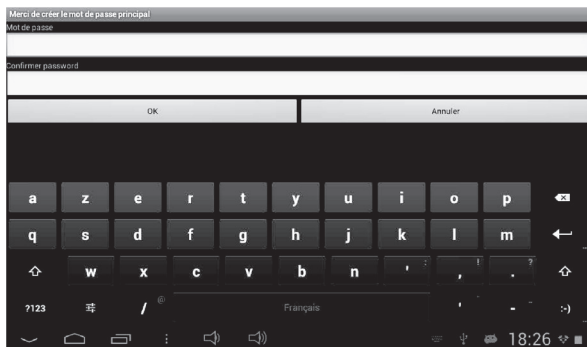 Merci de créer le mot de passe principal
Mot de passe
Confirmer password
OK Annuler
a z e r t y u i o p
q s d f g h j k l m
w x c v b n ' : , ! . ?
?123 / @ Français ' - _ :-)
18:26